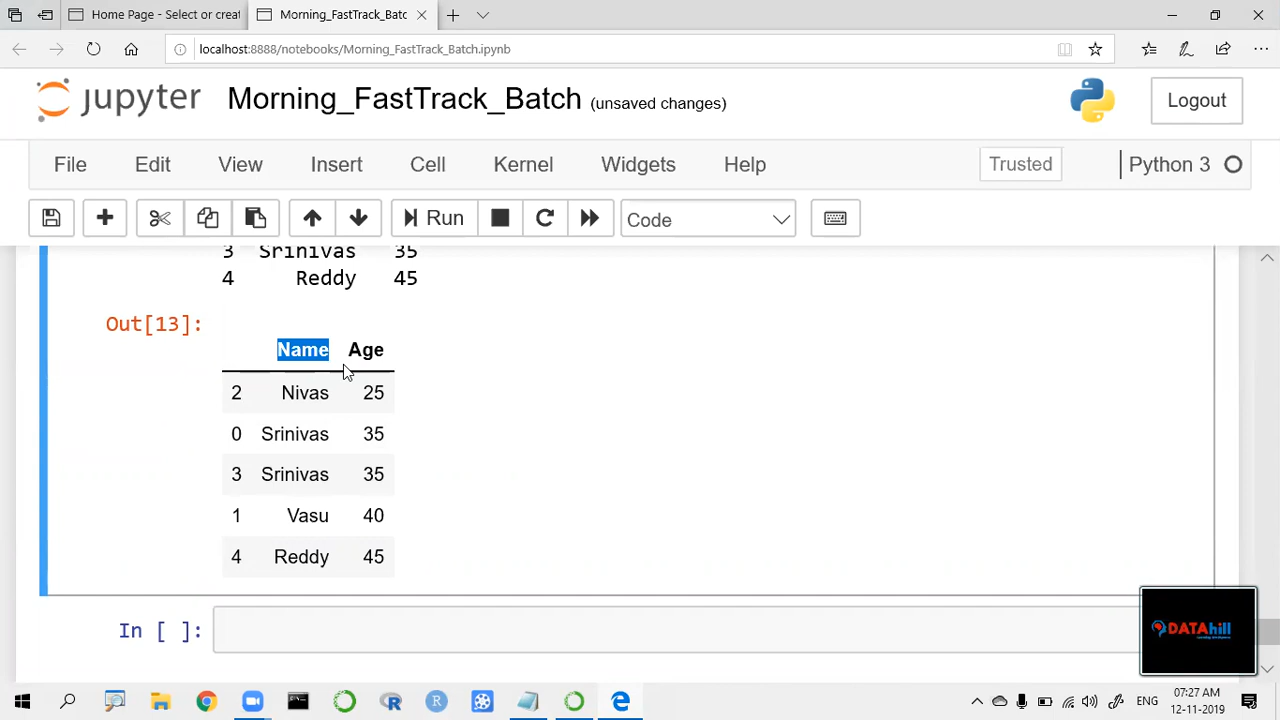 Home Page - Select or creat
Morning_FastTrack_Batc
localhost:8888/notebooks/Morning_FastTrack_Batch.ipynb
jupyter Morning_FastTrack_Batch (unsaved changes)
Logout
File Edit View Insert Cell Kernel Widgets Help Trusted Python 3
Run Code
3 Srinivas 35
4 Reddy 45
Out[13]:
Name Age
2 Nivas 25
0 Srinivas 35
3 Srinivas 35
1 Vasu 40
4 Reddy 45
In [ ]:
DATAhill
R R
ENG
07:27 AM
12-11-2019